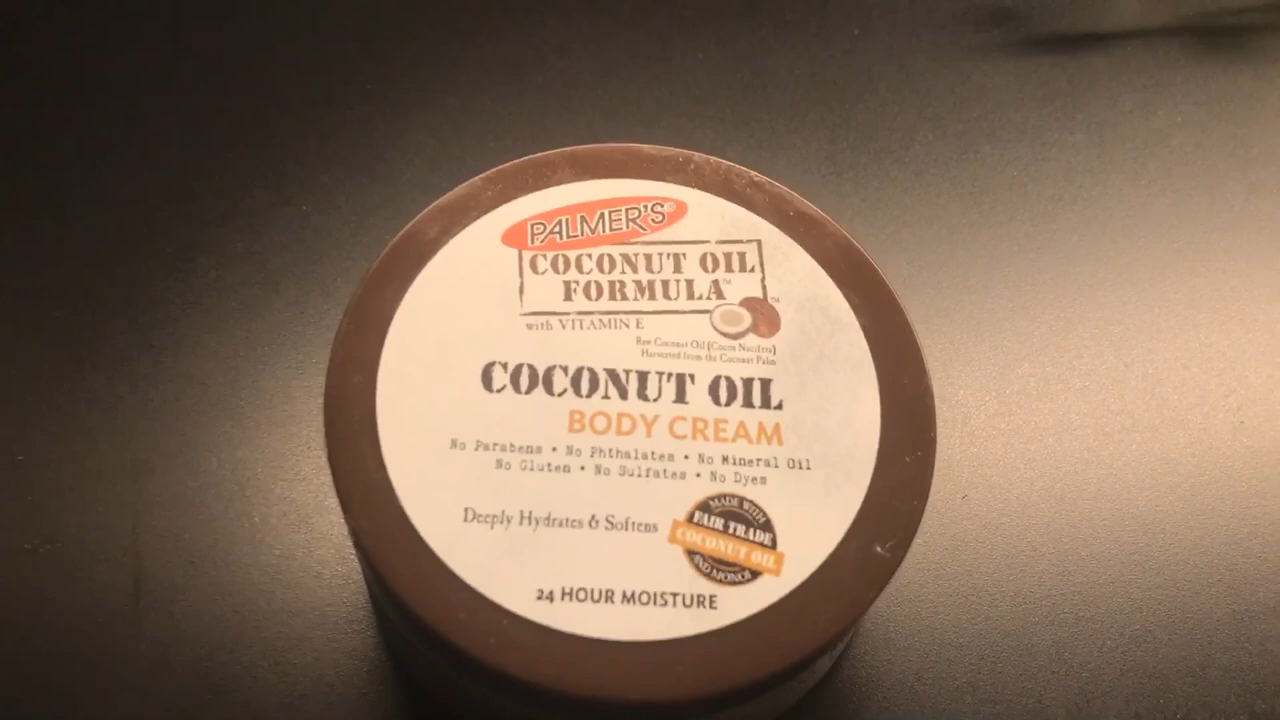 PALMER'S®
COCONUT OIL
FORMULA™
with VITAMIN E
Raw Coconut Oil (Cocos Nucifera)
Harvested from the Coconut Palm
COCONUT OIL
BODY CREAM
No Parabens • No Phthalates • No Mineral Oil
No Gluten • No Sulfates • No Dyes
Deeply Hydrates & Softens
MADE WITH
FAIR TRADE
COCONUT OIL
AND MONOI
24 HOUR MOISTURE